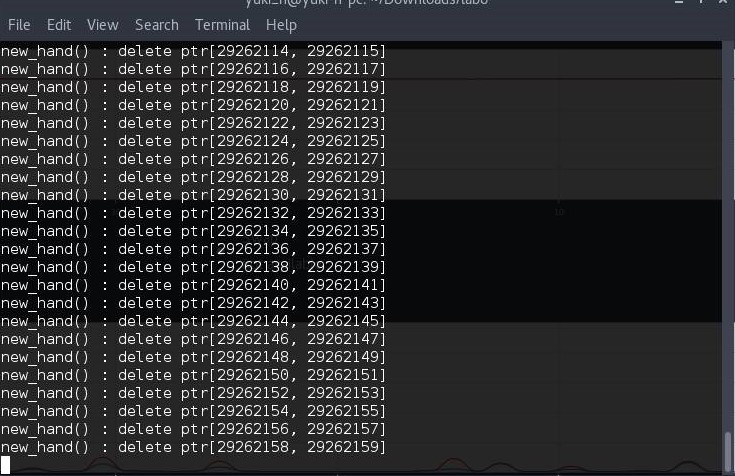 File Edit View Search Terminal Help
new_hand() : delete ptr[29262114, 29262115]
new_hand() : delete ptr[29262116, 29262117]
new_hand() : delete ptr[29262118, 29262119]
new_hand() : delete ptr[29262120, 29262121]
new_hand() : delete ptr[29262122, 29262123]
new_hand() : delete ptr[29262124, 29262125]
new_hand() : delete ptr[29262126, 29262127]
new_hand() : delete ptr[29262128, 29262129]
new_hand() : delete ptr[29262130, 29262131]
new_hand() : delete ptr[29262132, 29262133]
new_hand() : delete ptr[29262134, 29262135]
new_hand() : delete ptr[29262136, 29262137]
new_hand() : delete ptr[29262138, 29262139]
new_hand() : delete ptr[29262140, 29262141]
new_hand() : delete ptr[29262142, 29262143]
new_hand() : delete ptr[29262144, 29262145]
new_hand() : delete ptr[29262146, 29262147]
new_hand() : delete ptr[29262148, 29262149]
new_hand() : delete ptr[29262150, 29262151]
new_hand() : delete ptr[29262152, 29262153]
new_hand() : delete ptr[29262154, 29262155]
new_hand() : delete ptr[29262156, 29262157]
new_hand() : delete ptr[29262158, 29262159]